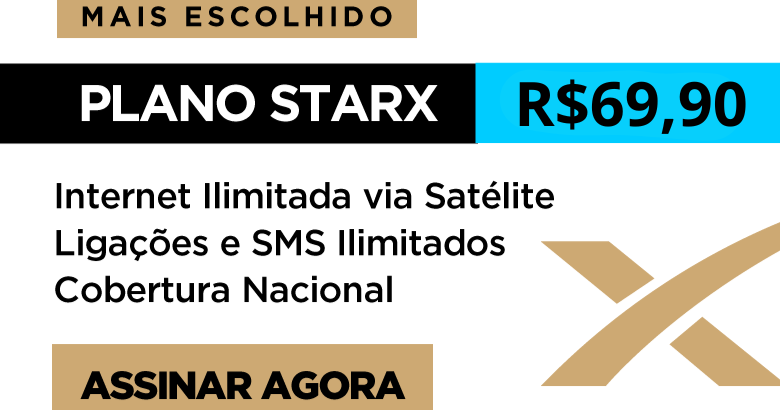 MAIS ESCOLHIDO
PLANO STARX
R$69,90
Internet Ilimitada via Satélite
Ligações e SMS Ilimitados
Cobertura Nacional
ASSINAR AGORA